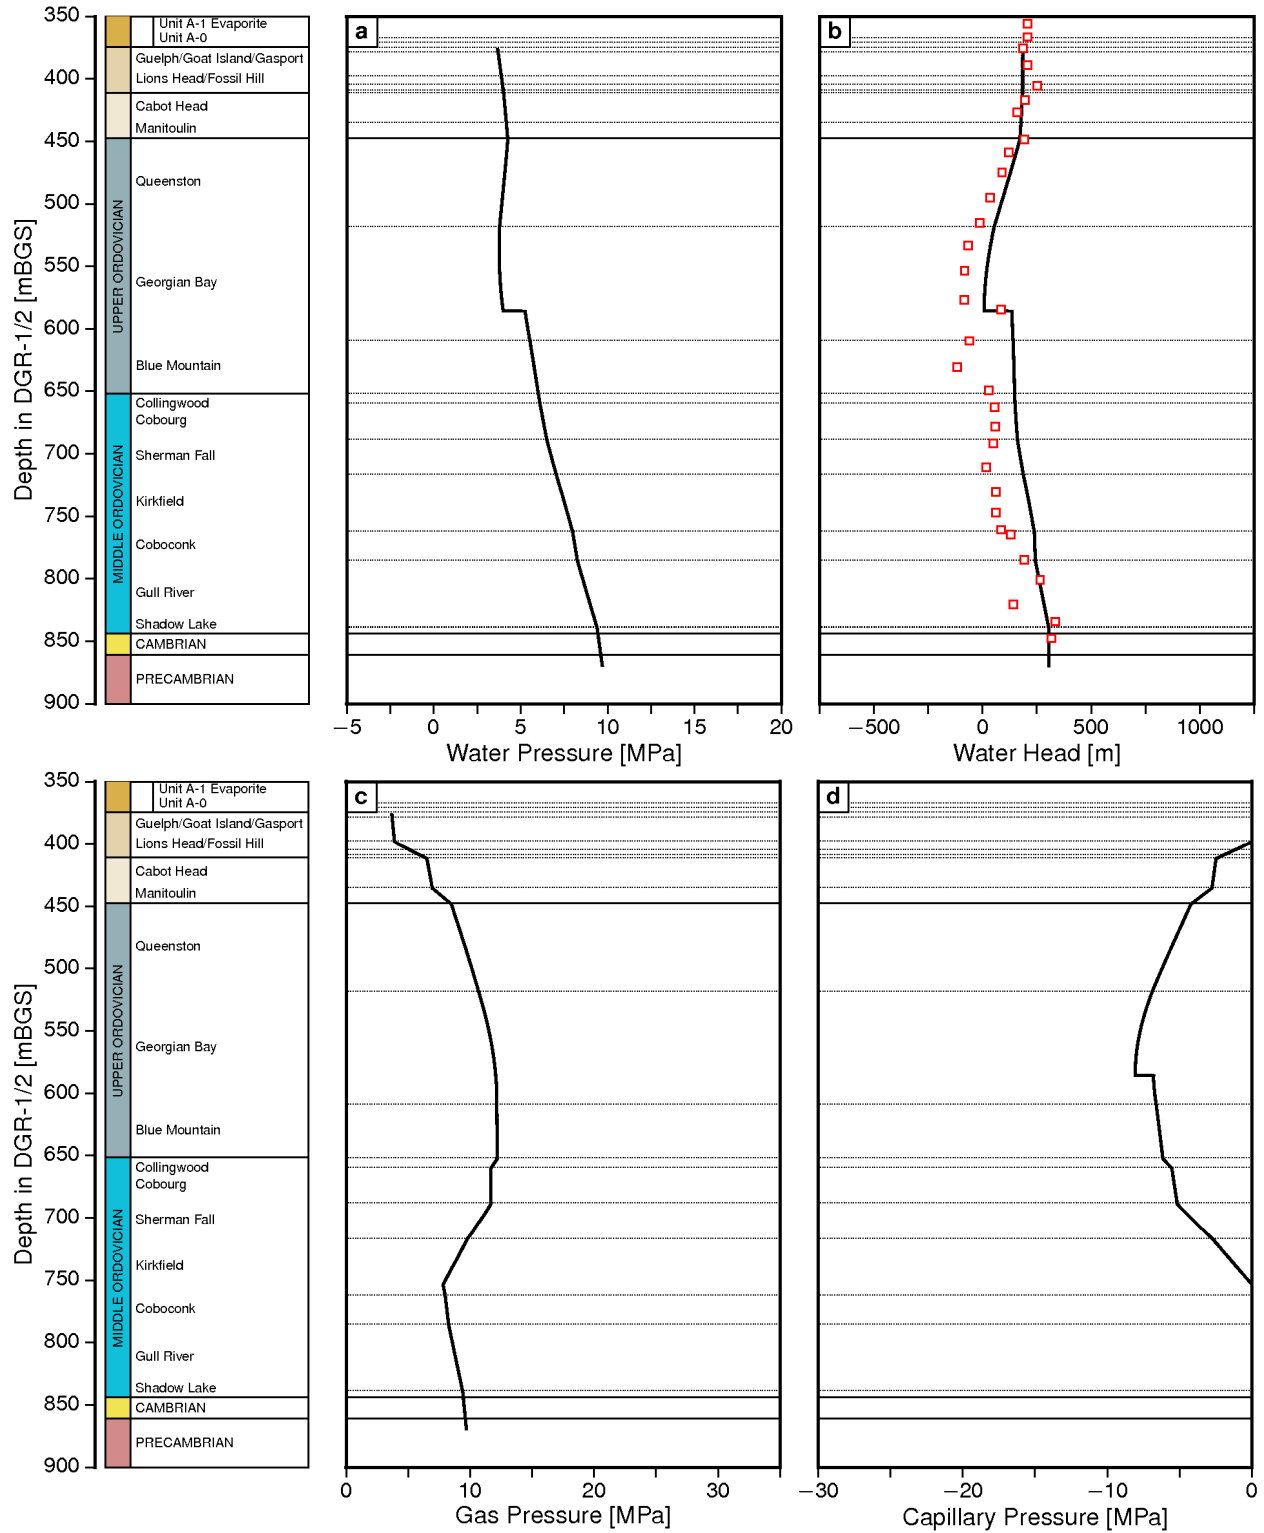 350
400
450
500
550
600
650
700
750
800
850
900
Depth in DGR-1/2 [mBGS]
UPPER ORDOVICIAN
MIDDLE ORDOVICIAN
Unit A-1 Evaporite
Unit A-0
Guelph/Goat Island/Gasport
Lions Head/Fossil Hill
Cabot Head
Manitoulin
Queenston
Georgian Bay
Blue Mountain
Collingwood
Cobourg
Sherman Fall
Kirkfield
Coboconk
Gull River
Shadow Lake
CAMBRIAN
PRECAMBRIAN
a
−5 0 5 10 15 20
Water Pressure [MPa]
b
−500 0 500 1000
Water Head [m]
350
400
450
500
550
600
650
700
750
800
850
900
Depth in DGR-1/2 [mBGS]
UPPER ORDOVICIAN
MIDDLE ORDOVICIAN
Unit A-1 Evaporite
Unit A-0
Guelph/Goat Island/Gasport
Lions Head/Fossil Hill
Cabot Head
Manitoulin
Queenston
Georgian Bay
Blue Mountain
Collingwood
Cobourg
Sherman Fall
Kirkfield
Coboconk
Gull River
Shadow Lake
CAMBRIAN
PRECAMBRIAN
c
0 10 20 30
Gas Pressure [MPa]
d
−30 −20 −10 0
Capillary Pressure [MPa]